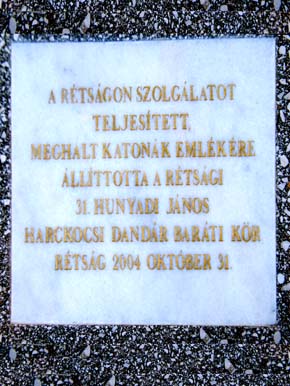 A RÉTSÁGON SZOLGÁLATOT
TELJESÍTETT,
MEGHALT KATONÁK EMLÉKÉRE
ÁLLÍTTOTTA A RÉTSÁGI
31. HUNYADI JÁNOS
HARCKOCSI DANDÁR BARÁTI KÖR
RÉTSÁG 2004 OKTÓBER 31.